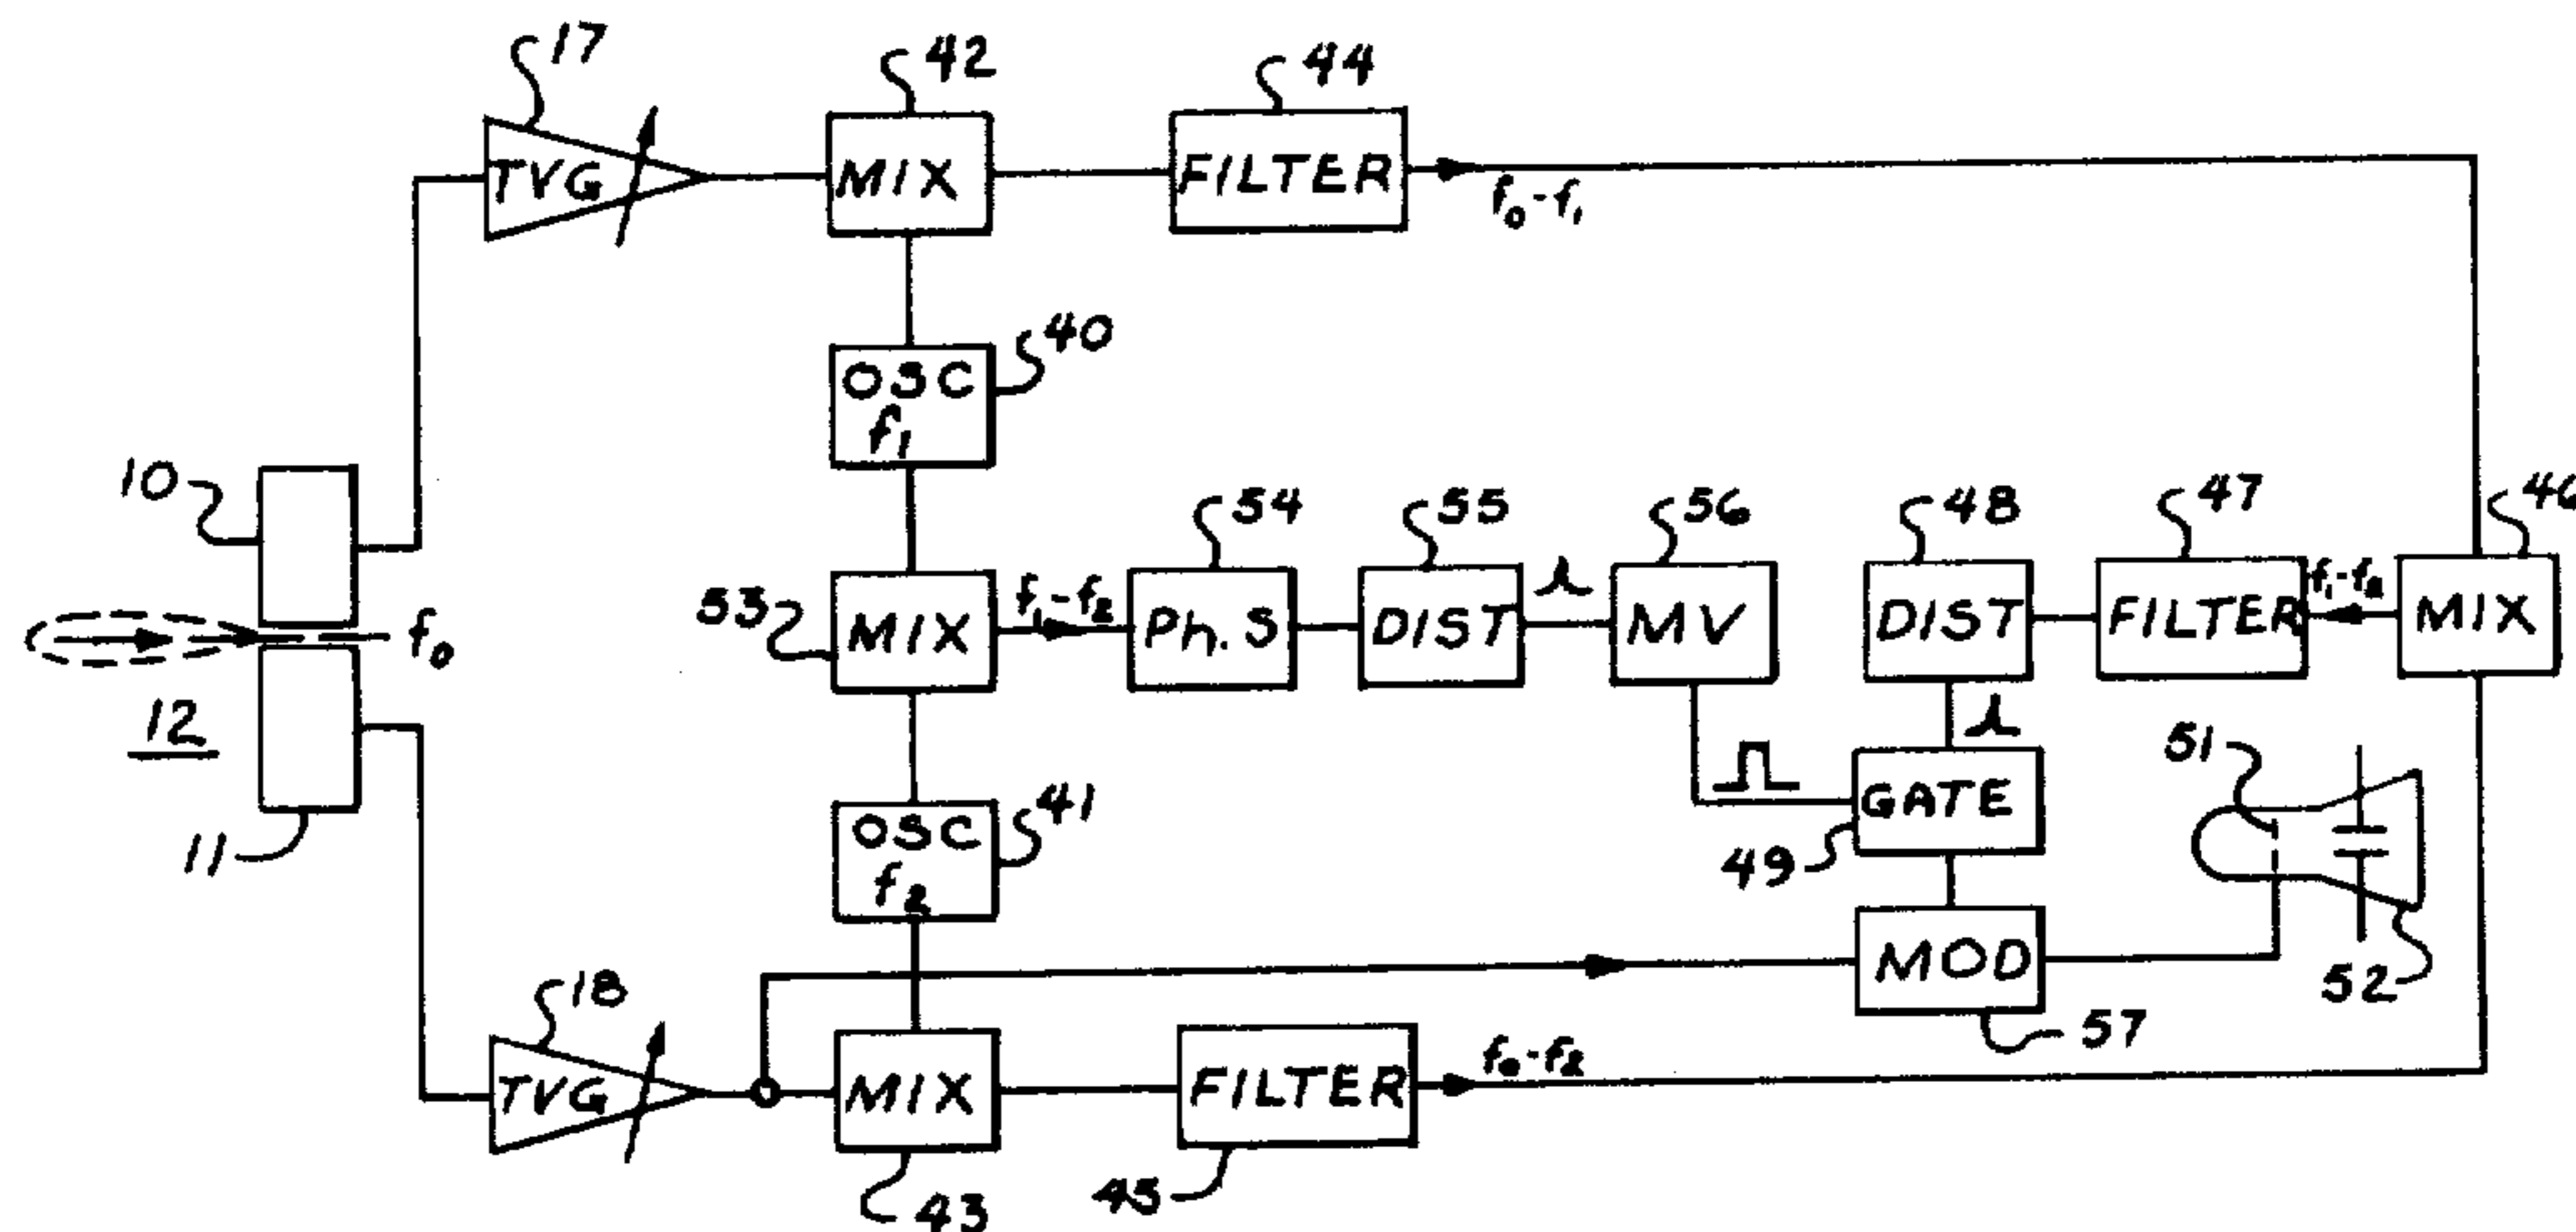 17
42
44
TVG
MIX
FILTER
f₀-f₁
40
OSC
f₁
10
54
55
56
48
47
46
53
MIX
f₁-f₂
Ph. S
DIST
MV
DIST
FILTER
f₁-f₂
MIX
f₀
12
51
11
41
OSC
f₂
GATE
49
MOD
52
18
57
TVG
MIX
FILTER
f₀-f₂
43
45